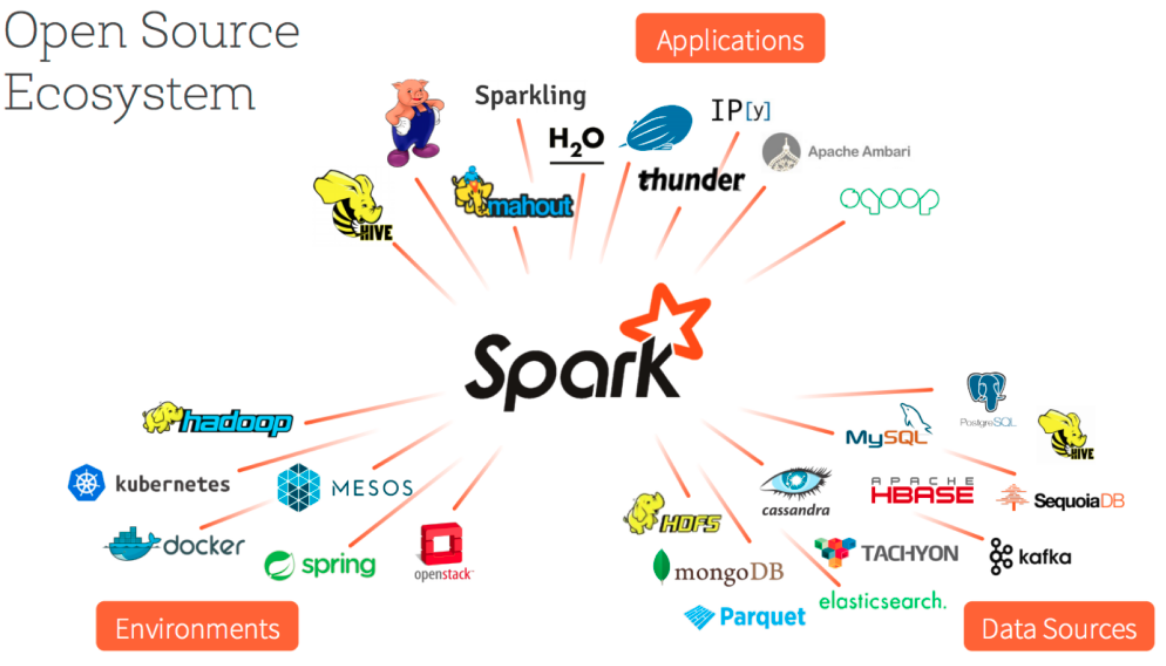 Open Source
Ecosystem
Applications
Sparkling
H2O
IP[y]
Apache Ambari
thunder
mahout
HIVE
sqoop
Spark
hadoop
kubernetes
MESOS
docker
spring
openstack
Environments
PostgreSQL
MySQL
HIVE
cassandra
APACHE
HBASE
SequoiaDB
HDFS
TACHYON
kafka
mongoDB
elasticsearch.
Parquet
Data Sources